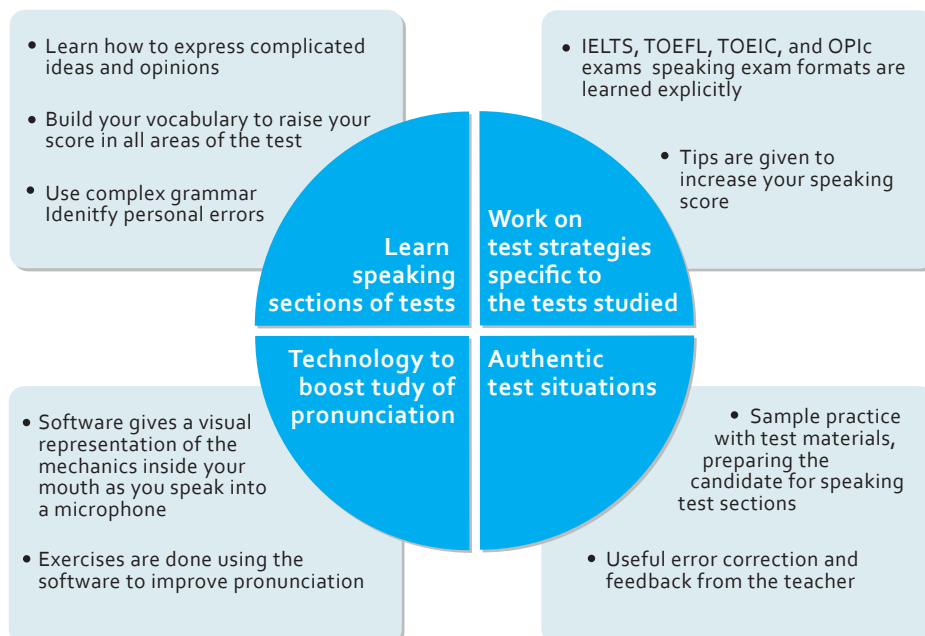 • Learn how to express complicated
ideas and opinions
• Build your vocabulary to raise your
score in all areas of the test
• Use complex grammar
Idenitfy personal errors
• IELTS, TOEFL, TOEIC, and OPIc
exams speaking exam formats are
learned explicitly
• Tips are given to
increase your speaking
score
Learn
speaking
sections of tests
Work on
test strategies
specific to
the tests studied
Technology to
boost tudy of
pronunciation
Authentic
test situations
• Software gives a visual
representation of the
mechanics inside your
mouth as you speak into
a microphone
• Exercises are done using the
software to improve pronunciation
• Sample practice
with test materials,
preparing the
candidate for speaking
test sections
• Useful error correction and
feedback from the teacher